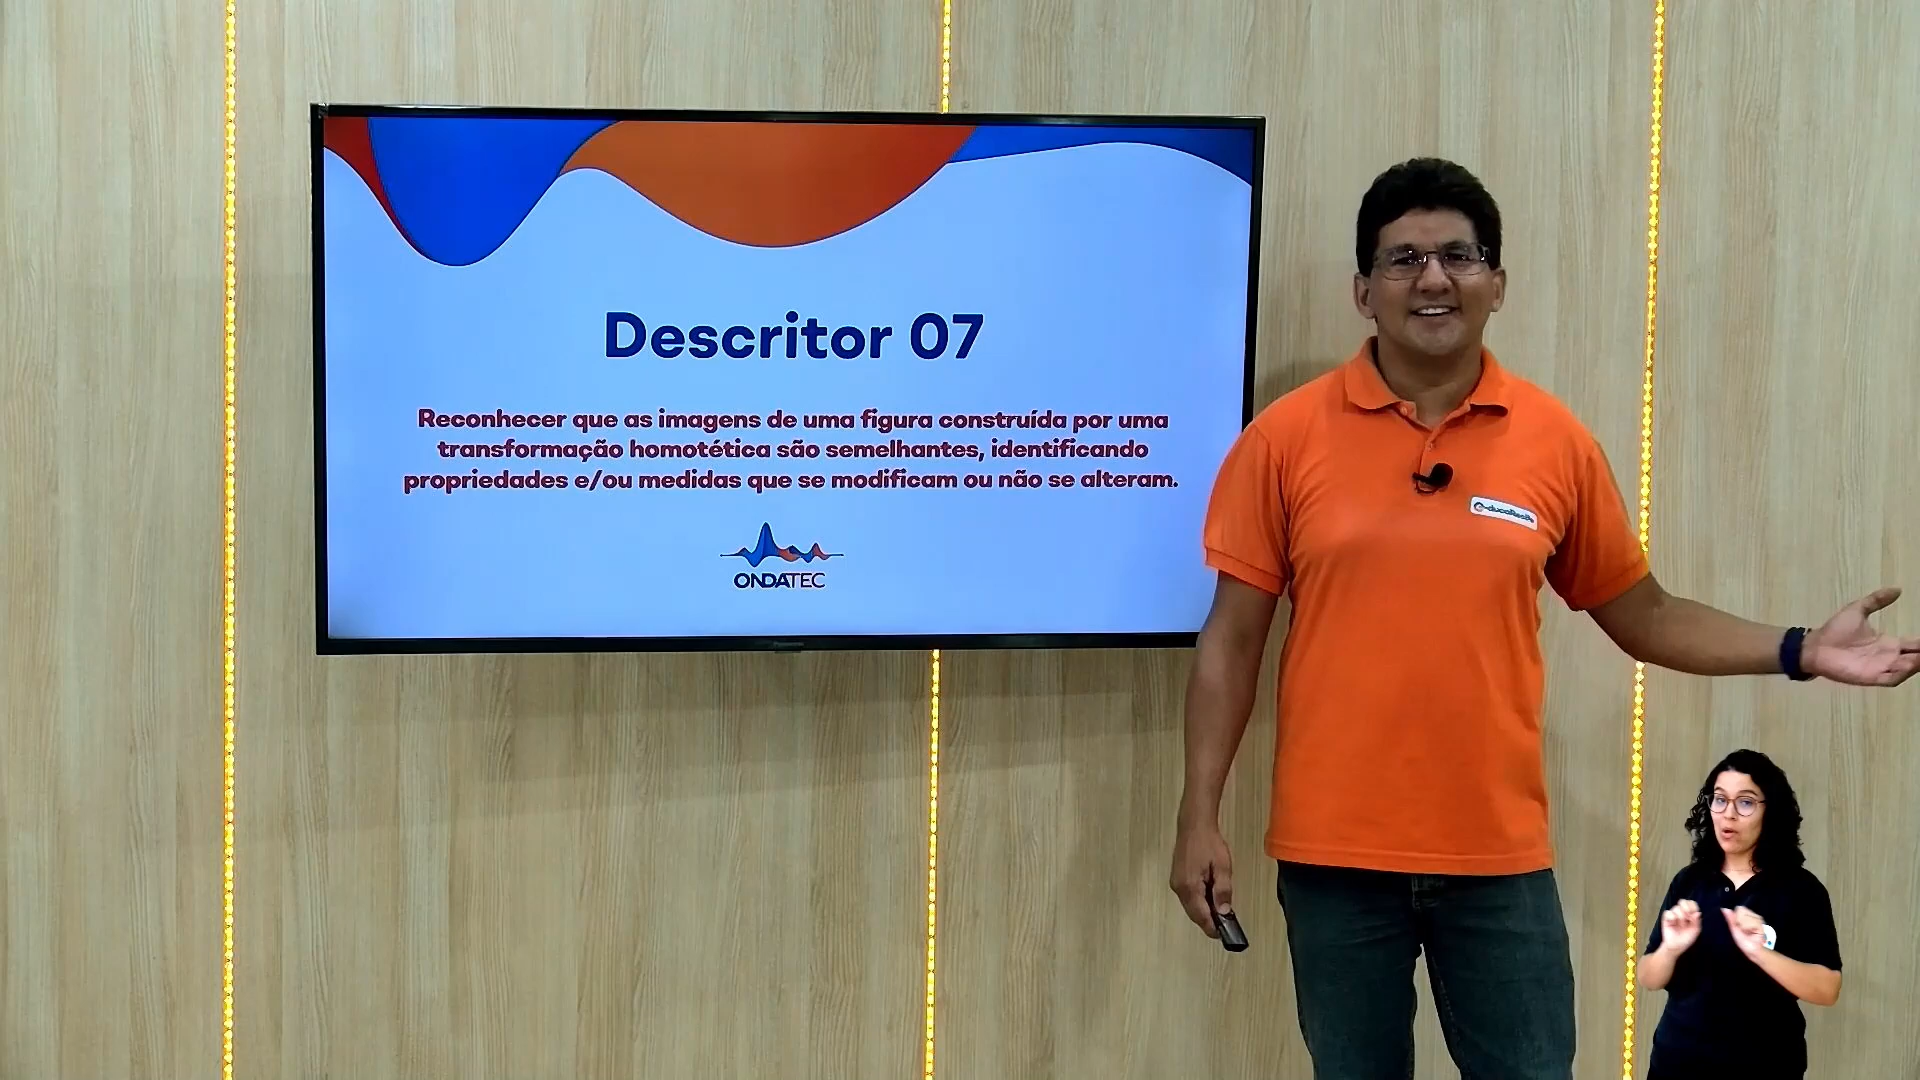 Descritor 07
Reconhecer que as imagens de uma figura construída por uma
transformação homotética são semelhantes, identificando
propriedades e/ou medidas que se modificam ou não se alteram.
ONDATEC
educaRecife